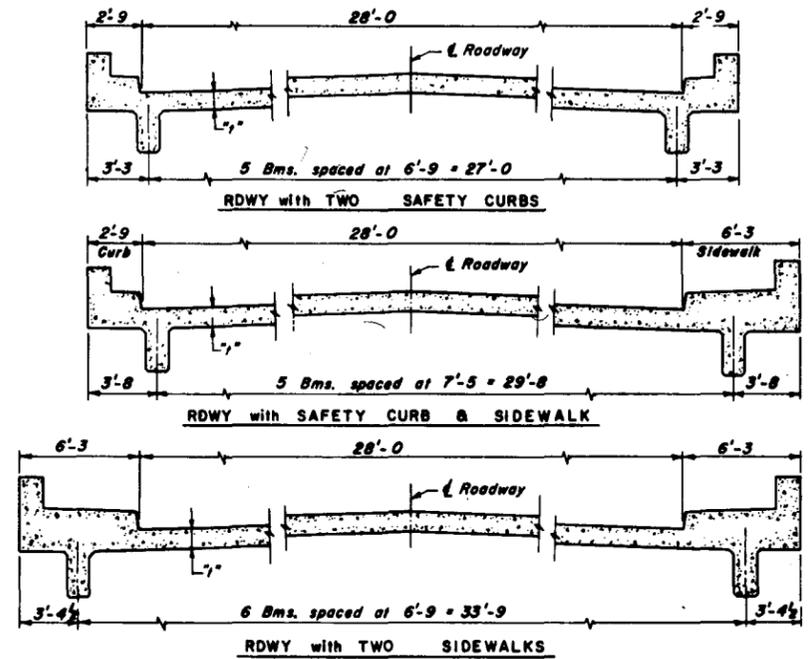 2'-9 28'-0 2'-9
℄ Roadway
"t"
3'-3 5 Bms. spaced at 6'-9 = 27'-0 3'-3
RDWY with TWO SAFETY CURBS
2'-9 28'-0 6'-3
Curb Sidewalk
℄ Roadway
"t"
3'-8 5 Bms. spaced at 7'-5 = 29'-8 3'-8
RDWY with SAFETY CURB & SIDEWALK
6'-3 28'-0 6'-3
℄ Roadway
"t"
3'-4½ 6 Bms. spaced at 6'-9 = 33'-9 3'-4½
RDWY with TWO SIDEWALKS